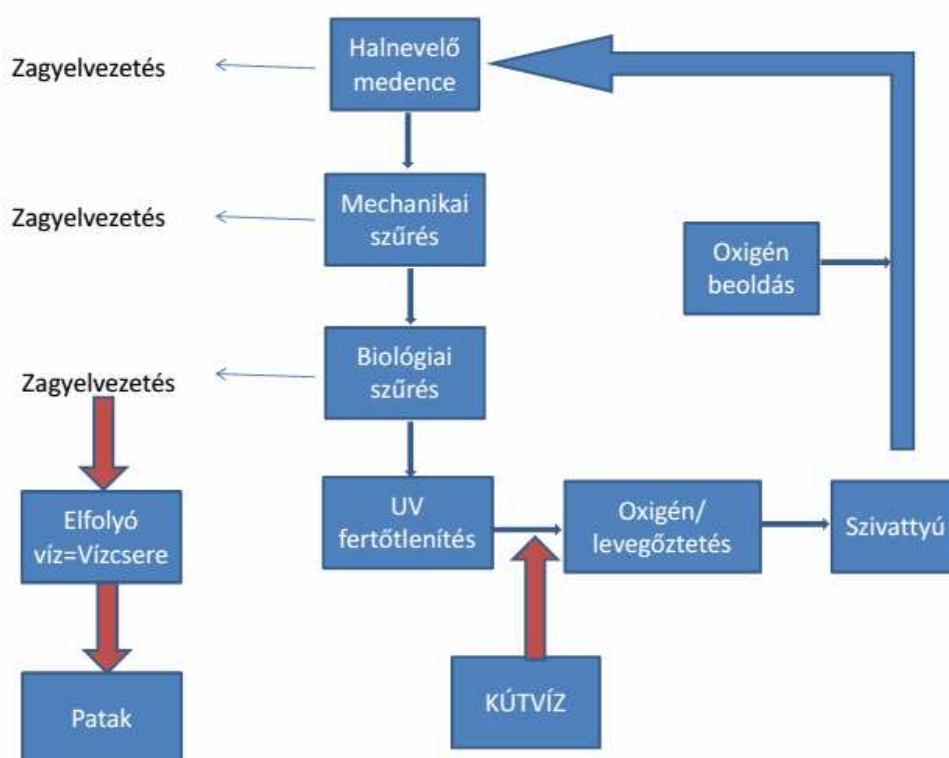 Zagyelvezetés
Halnevelő
medence
Zagyelvezetés
Mechanikai
szűrés
Oxigén
beoldás
Zagyelvezetés
Biológiai
szűrés
Elfolyó
víz=Vízcsere
UV
fertőtlenítés
Oxigén/
levegőztetés
Szivattyú
Patak
KÚTVÍZ